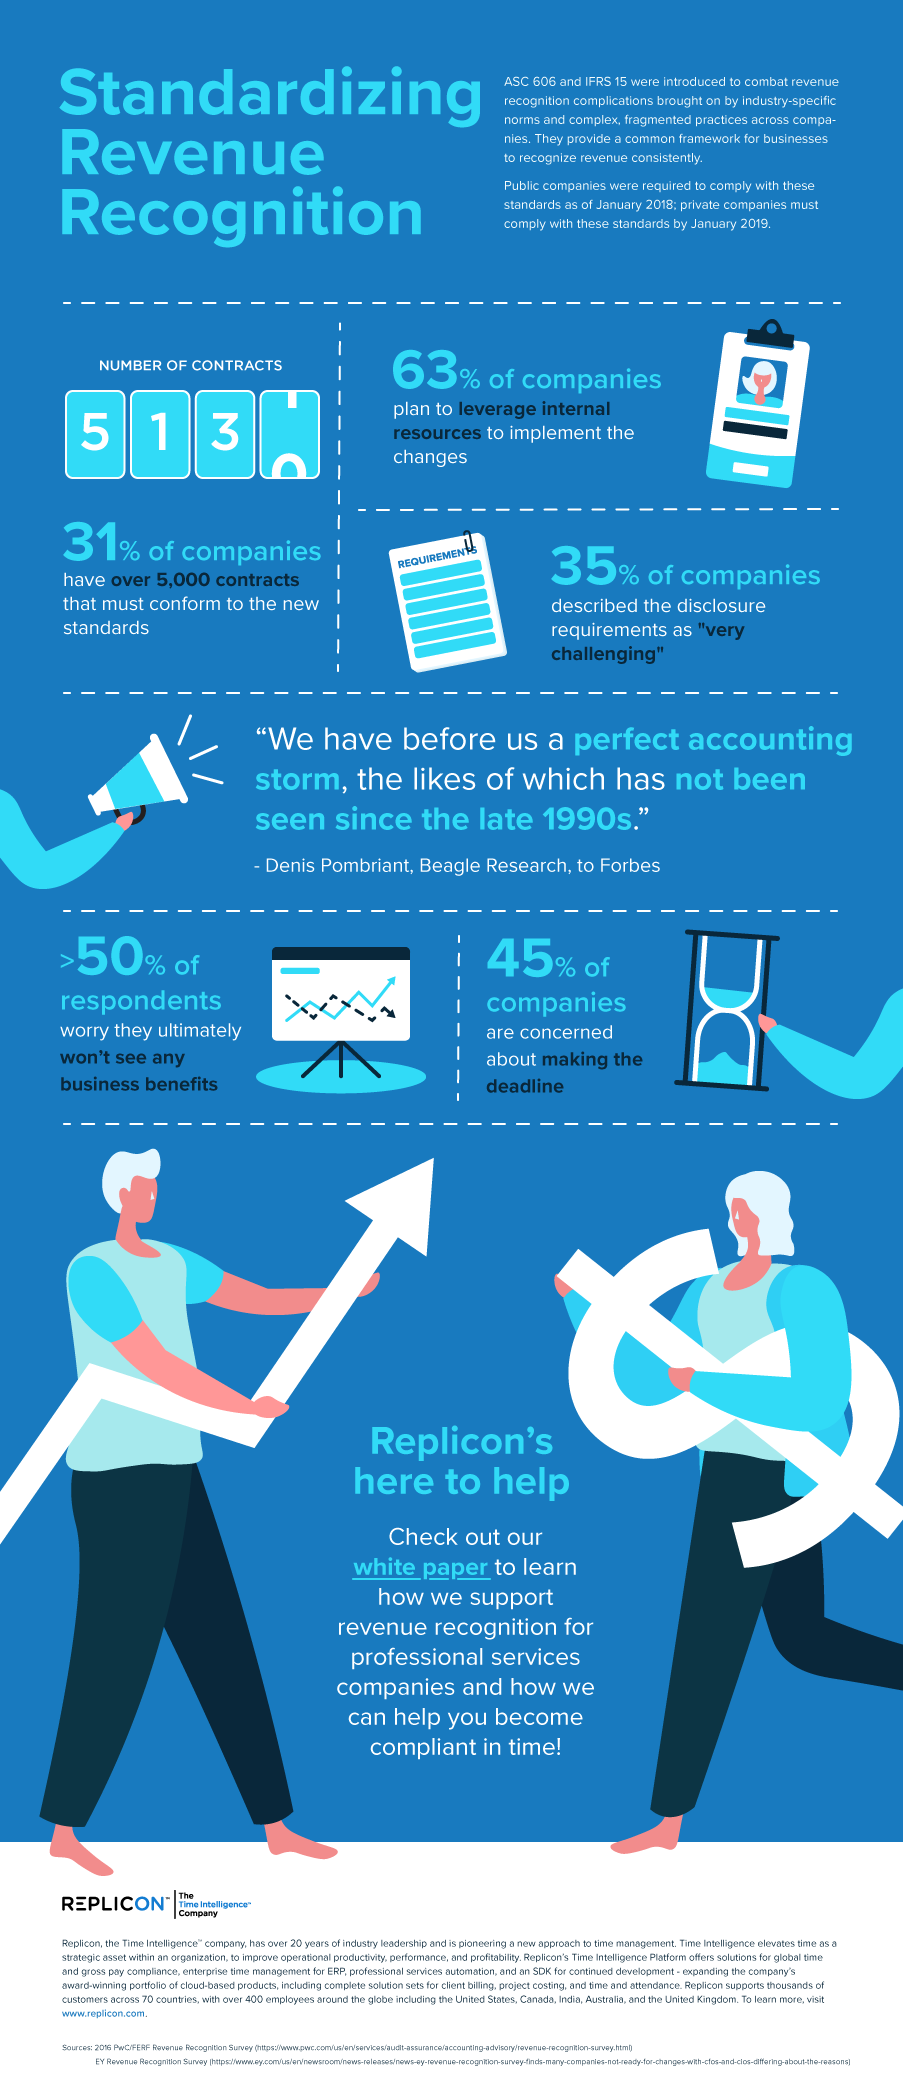 Standardizing
Revenue
Recognition
ASC 606 and IFRS 15 were introduced to combat revenue
recognition complications brought on by industry-specific
norms and complex, fragmented practices across compa-
nies. They provide a common framework for businesses
to recognize revenue consistently.
Public companies were required to comply with these
standards as of January 2018; private companies must
comply with these standards by January 2019.
NUMBER OF CONTRACTS
5 1 3 0
31% of companies
have over 5,000 contracts
that must conform to the new
standards
63% of companies
plan to leverage internal
resources to implement the
changes
REQUIREMENTS
35% of companies
described the disclosure
requirements as "very
challenging"
“We have before us a perfect accounting
storm, the likes of which has not been
seen since the late 1990s.”
- Denis Pombriant, Beagle Research, to Forbes
>50% of
respondents
worry they ultimately
won’t see any
business benefits
45% of
companies
are concerned
about making the
deadline
Replicon’s
here to help
Check out our
white paper to learn
how we support
revenue recognition for
professional services
companies and how we
can help you become
compliant in time!
REPLICON™ The
Time Intelligence™
Company
Replicon, the Time Intelligence™ company, has over 20 years of industry leadership and is pioneering a new approach to time management. Time Intelligence elevates time as a
strategic asset within an organization, to improve operational productivity, performance, and profitability. Replicon’s Time Intelligence Platform offers solutions for global time
and gross pay compliance, enterprise time management for ERP, professional services automation, and an SDK for continued development - expanding the company’s
award-winning portfolio of cloud-based products, including complete solution sets for client billing, project costing, and time and attendance. Replicon supports thousands of
customers across 70 countries, with over 400 employees around the globe including the United States, Canada, India, Australia, and the United Kingdom. To learn more, visit
www.replicon.com.
Sources: 2016 PwC/FERF Revenue Recognition Survey (https://www.pwc.com/us/en/services/audit-assurance/accounting-advisory/revenue-recognition-survey.html)
EY Revenue Recognition Survey (https://www.ey.com/us/en/newsroom/news-releases/news-ey-revenue-recognition-survey-finds-many-companies-not-ready-for-changes-with-cfos-and-cios-differing-about-the-reasons)